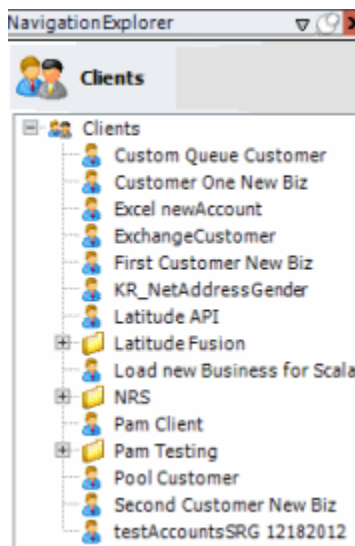 NavigationExplorer
Clients
Clients
Custom Queue Customer
Customer One New Biz
Excel newAccount
ExchangeCustomer
First Customer New Biz
KR_NetAddressGender
Latitude API
Latitude Fusion
Load new Business for Scala
NRS
Pam Client
Pam Testing
Pool Customer
Second Customer New Biz
testAccountsSRG 12182012